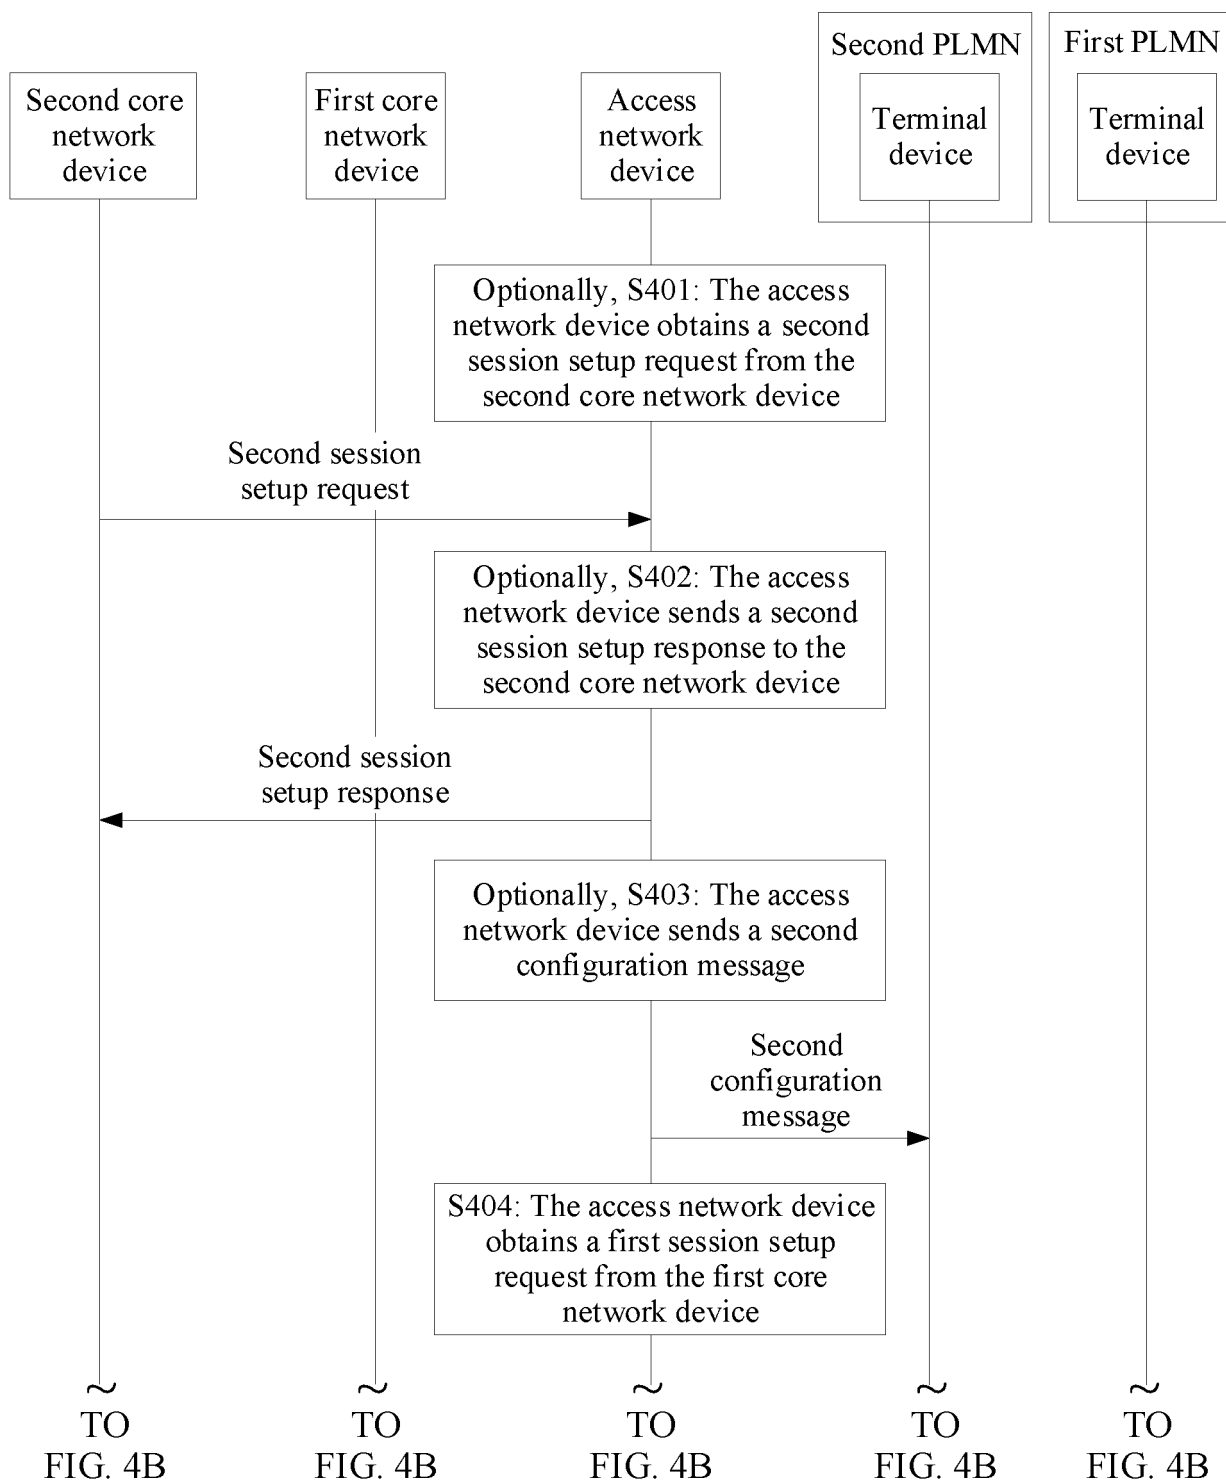 Second PLMN
First PLMN
Second core
network
device
First core
network
device
Access
network
device
Terminal
device
Terminal
device
Optionally, S401: The access
network device obtains a second
session setup request from the
second core network device
Second session
setup request
Optionally, S402: The access
network device sends a second
session setup response to the
second core network device
Second session
setup response
Optionally, S403: The access
network device sends a second
configuration message
Second
configuration
message
S404: The access network device
obtains a first session setup
request from the first core
network device
TO
FIG. 4B
TO
FIG. 4B
TO
FIG. 4B
TO
FIG. 4B
TO
FIG. 4B